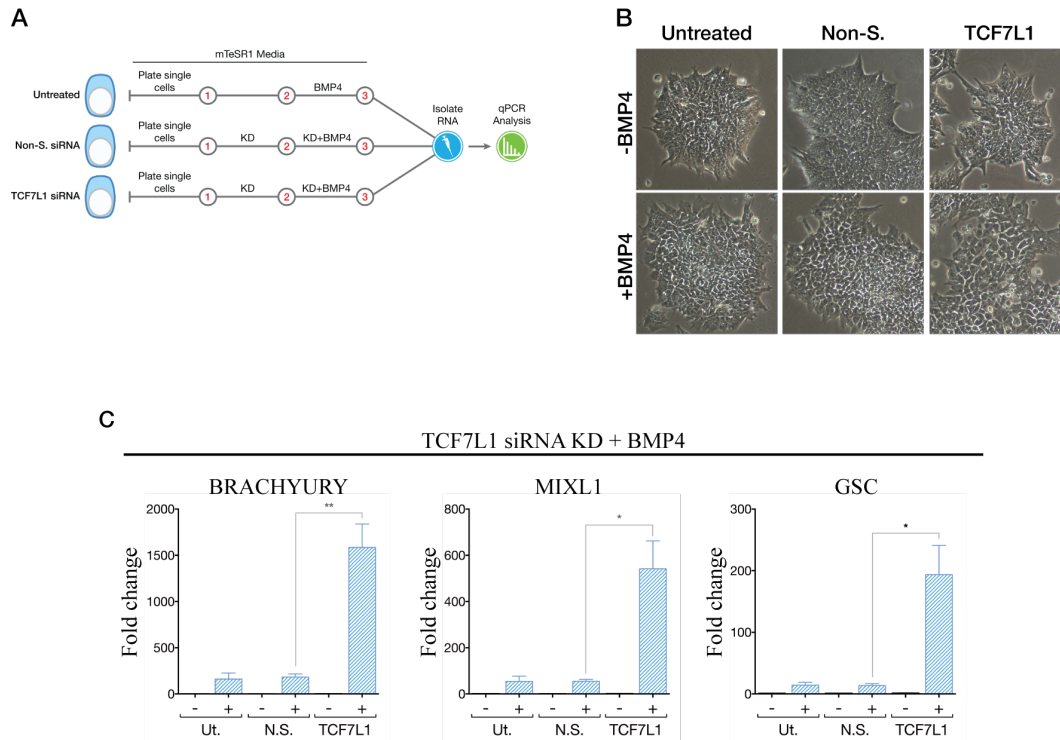 A
mTeSR1 Media
Untreated
Plate single
cells
1
2
BMP4
3
Non-S. siRNA
Plate single
cells
1
KD
2
KD+BMP4
3
TCF7L1 siRNA
Plate single
cells
1
KD
2
KD+BMP4
3
Isolate
RNA
qPCR
Analysis
B
Untreated Non-S. TCF7L1
-BMP4
+BMP4
C
TCF7L1 siRNA KD + BMP4
BRACHYURY
Fold change
2000
1500
1000
500
0
**
- + - + - +
Ut. N.S. TCF7L1
MIXL1
Fold change
800
600
400
200
0
*
- + - + - +
Ut. N.S. TCF7L1
GSC
Fold change
300
200
100
0
*
- + - + - +
Ut. N.S. TCF7L1